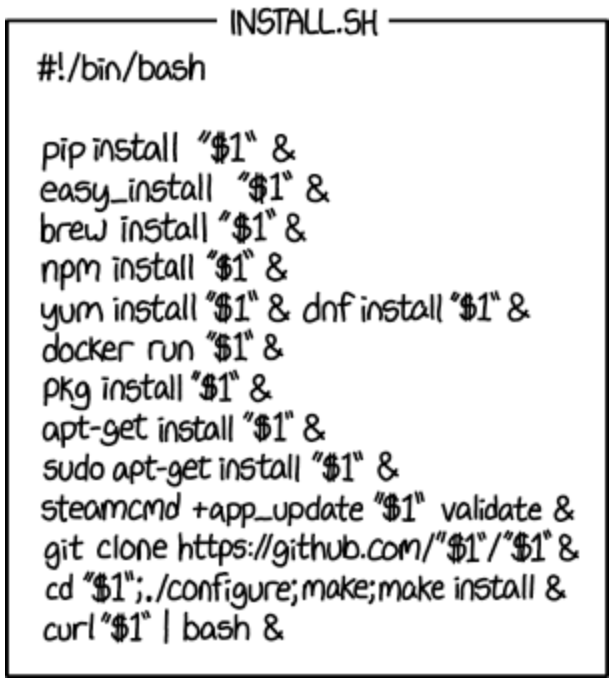 INSTALL.SH
#!/bin/bash
pip install "$1" &
easy_install "$1" &
brew install "$1" &
npm install "$1" &
yum install "$1" & dnf install "$1" &
docker run "$1" &
pkg install "$1" &
apt-get install "$1" &
sudo apt-get install "$1" &
steamcmd +app_update "$1" validate &
git clone https://github.com/"$1"/"$1" &
cd "$1";./configure;make;make install &
curl "$1" | bash &